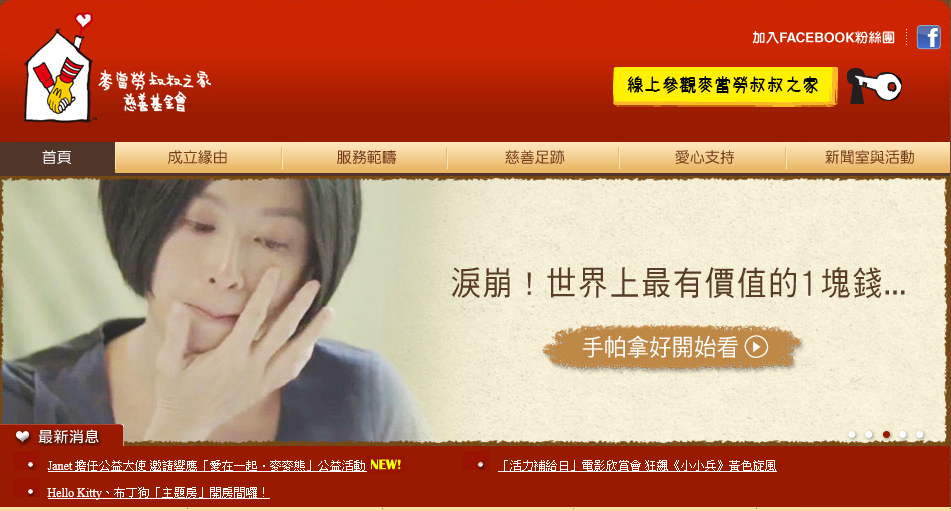 加入FACEBOOK粉絲團
f
麥當勞叔叔之家
慈善基金會
線上參觀麥當勞叔叔之家
首頁
成立緣由
服務範疇
慈善足跡
愛心支持
新聞室與活動
淚崩！世界上最有價值的1塊錢...
手帕拿好開始看
最新消息
Janet 擔任公益大使 邀請響應「愛在一起‧麥麥熊」公益活動 NEW!
「活力補給日」電影欣賞會 狂飆《小小兵》黃色旋風
Hello Kitty、布丁狗「主題房」開房間囉！